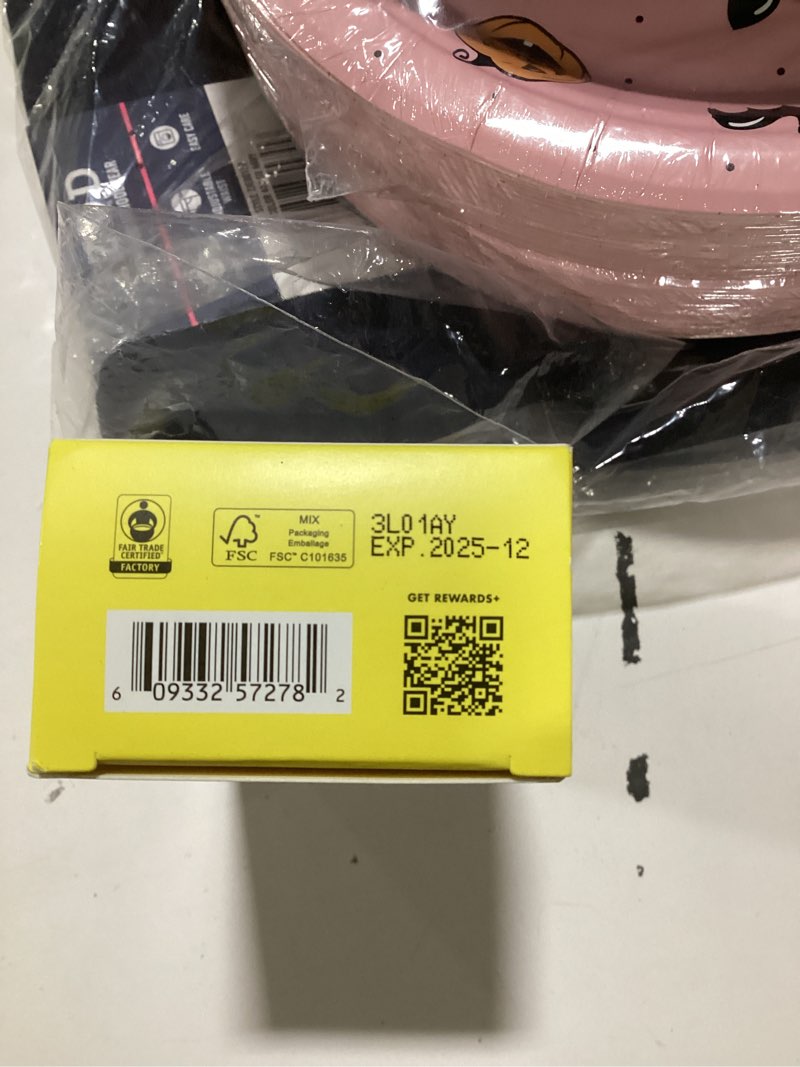 EASY CARE
FAIR TRADE
CERTIFIED
FACTORY
FSC
MIX
Packaging
Emballage
FSC™ C101635
3L01AY
EXP.2025-12
GET REWARDS+
6 09332 57278 2